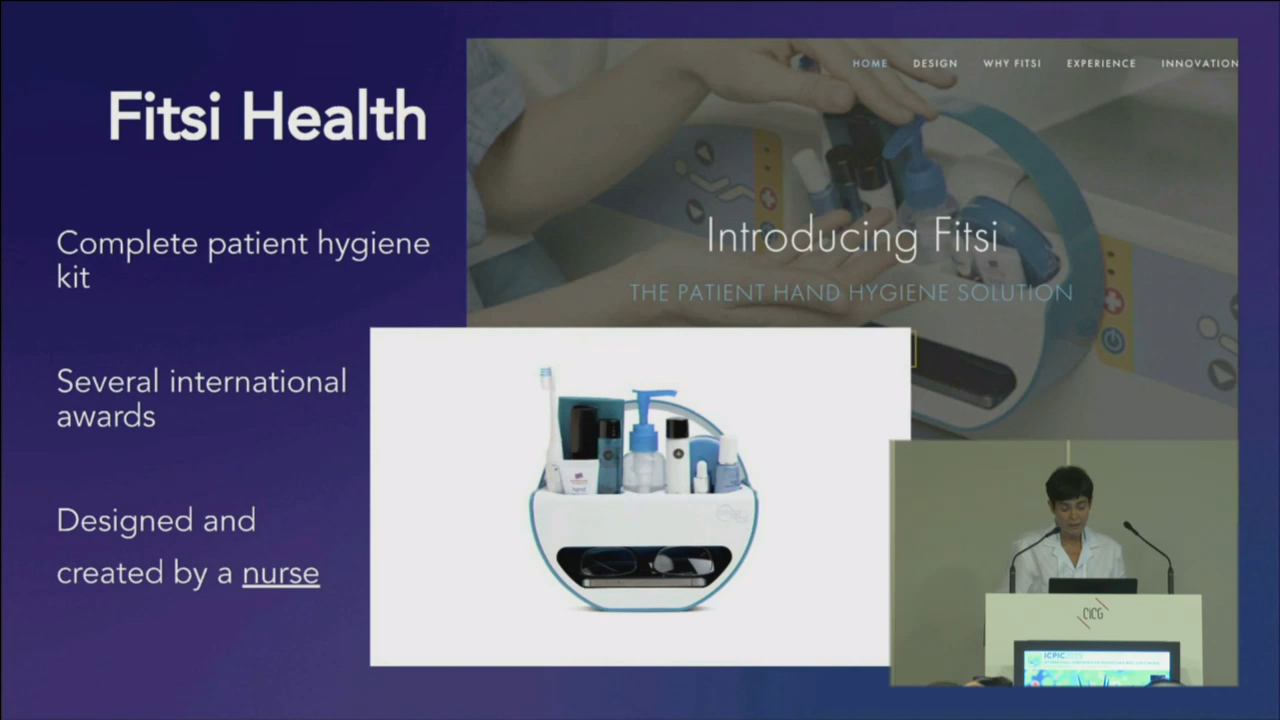 Fitsi Health
Complete patient hygiene
kit
Several international
awards
Designed and
created by a nurse
HOME DESIGN WHY FITSI EXPERIENCE INNOVATION
Introducing Fitsi
THE PATIENT HAND HYGIENE SOLUTION
CICG